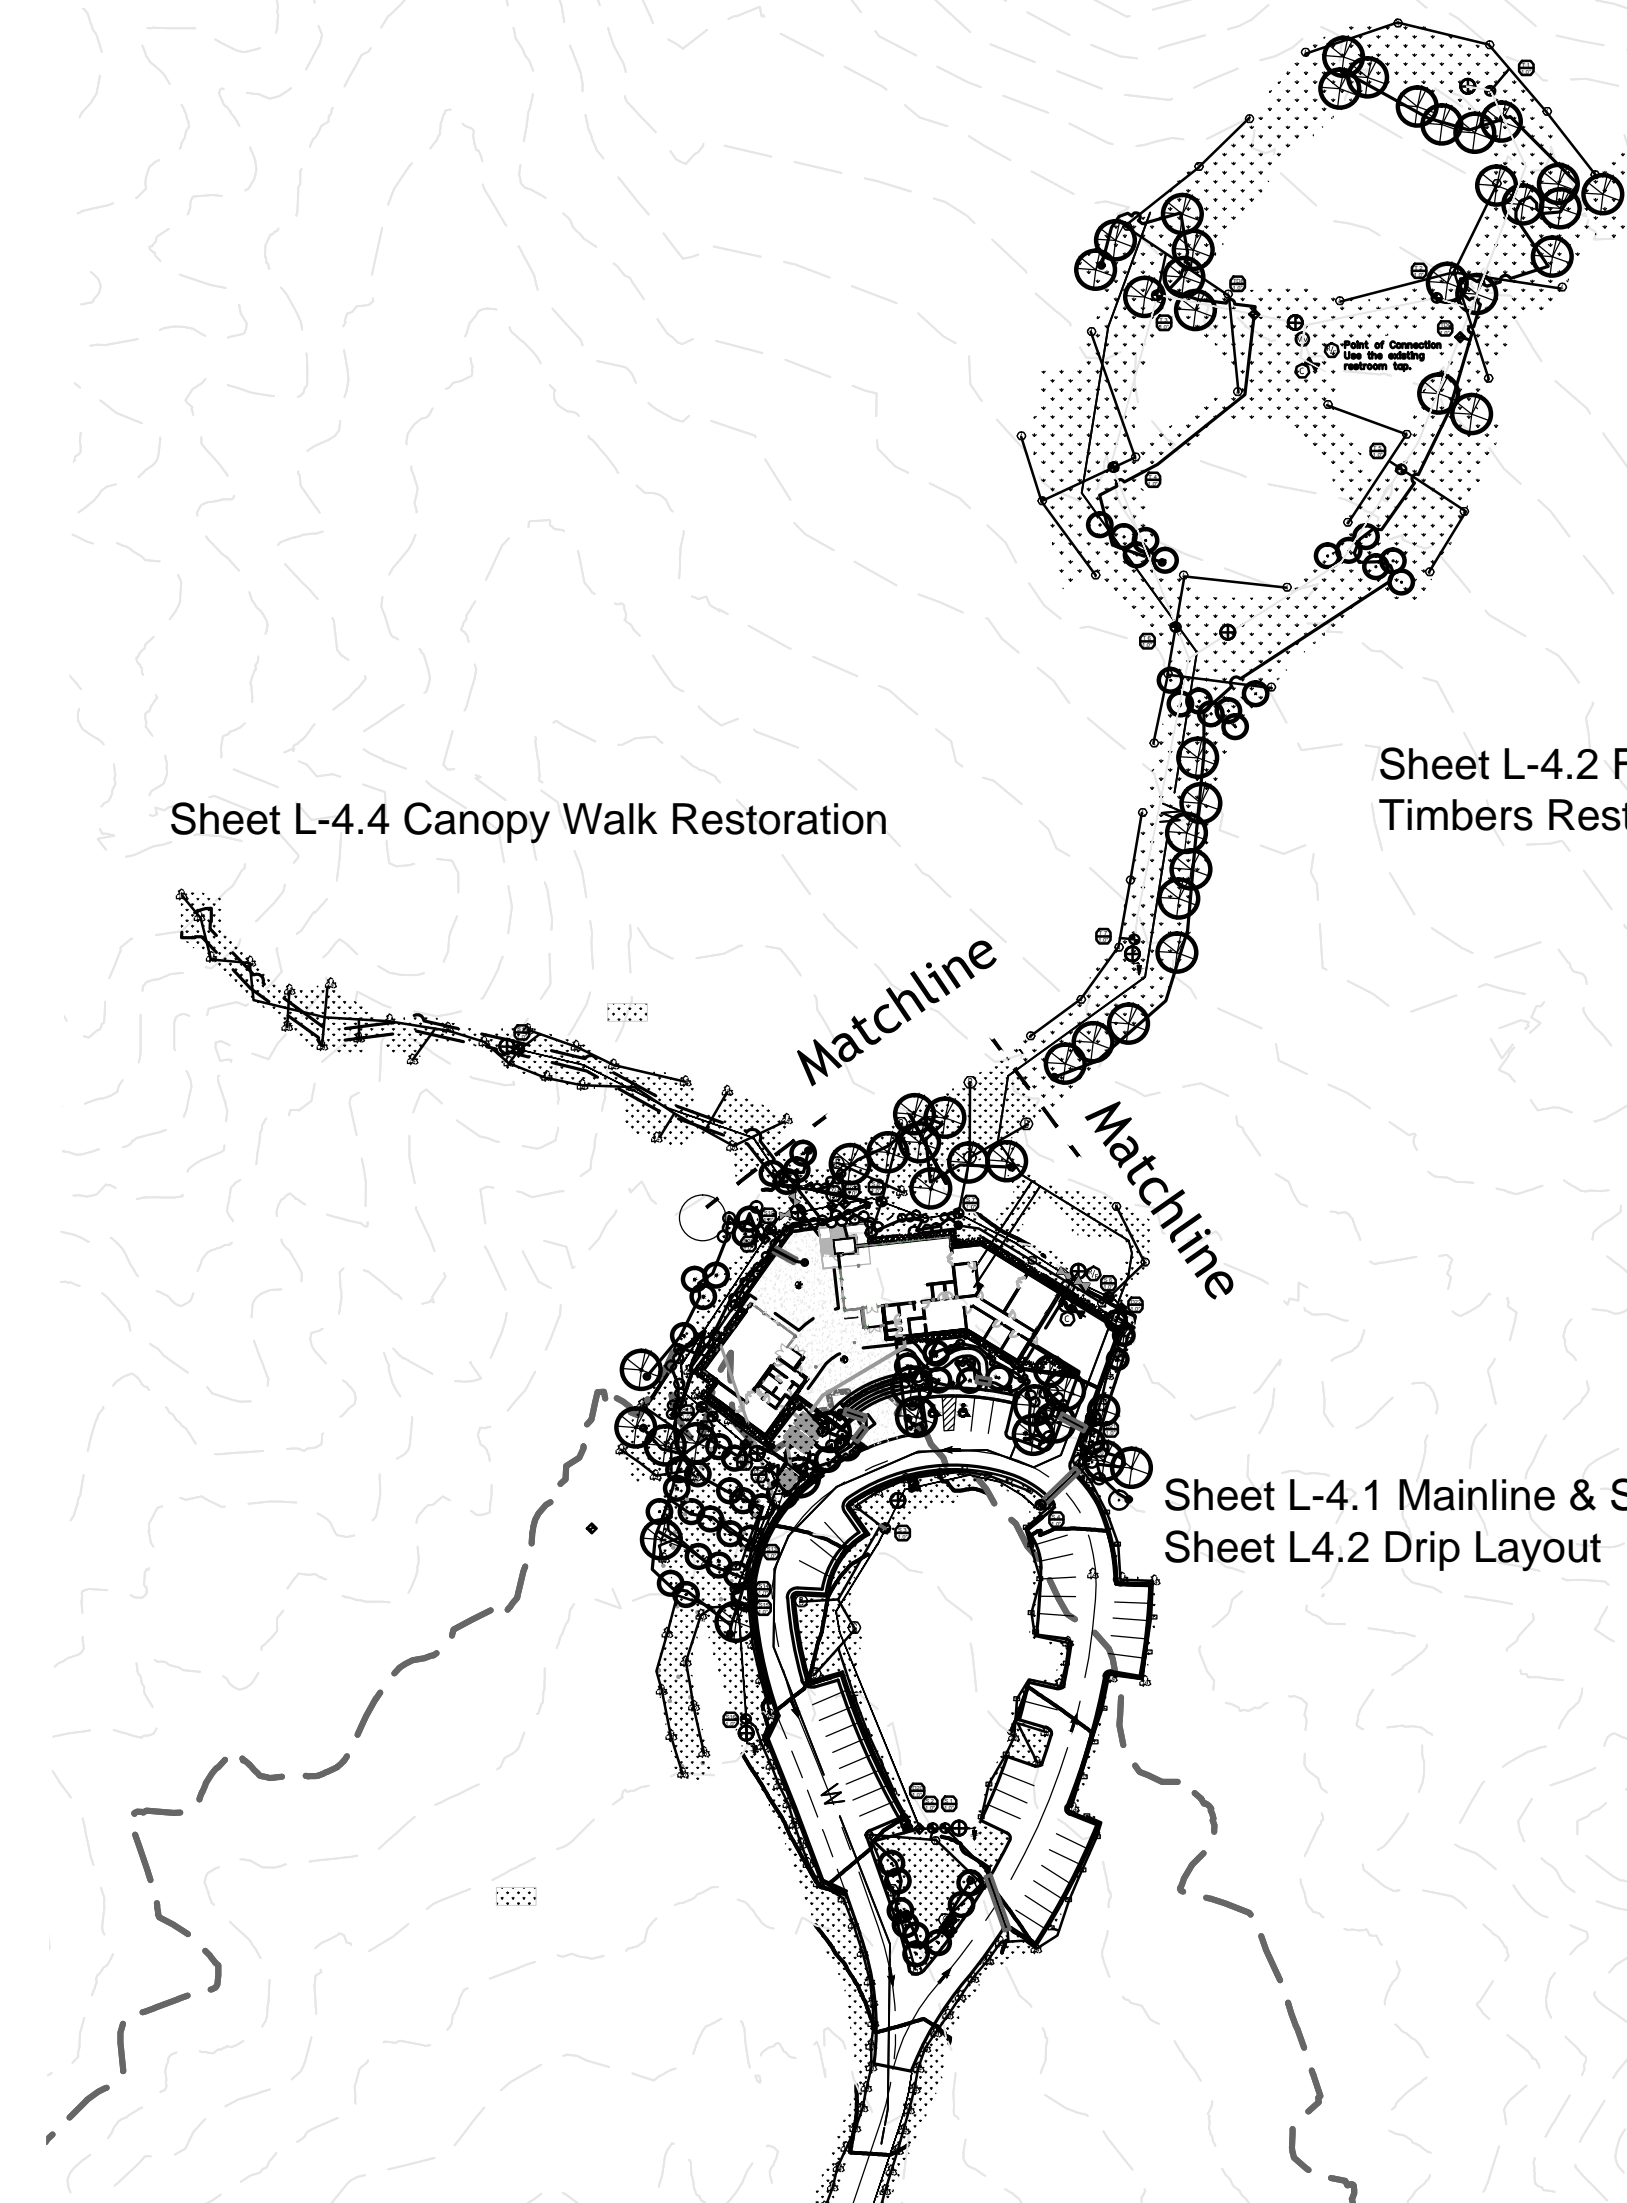 Point of Connection
Use the existing
restroom tap.
Sheet L-4.2 F
Timbers Rest
Sheet L-4.4 Canopy Walk Restoration
Matchline
Matchline
Sheet L-4.1 Mainline & S
Sheet L4.2 Drip Layout